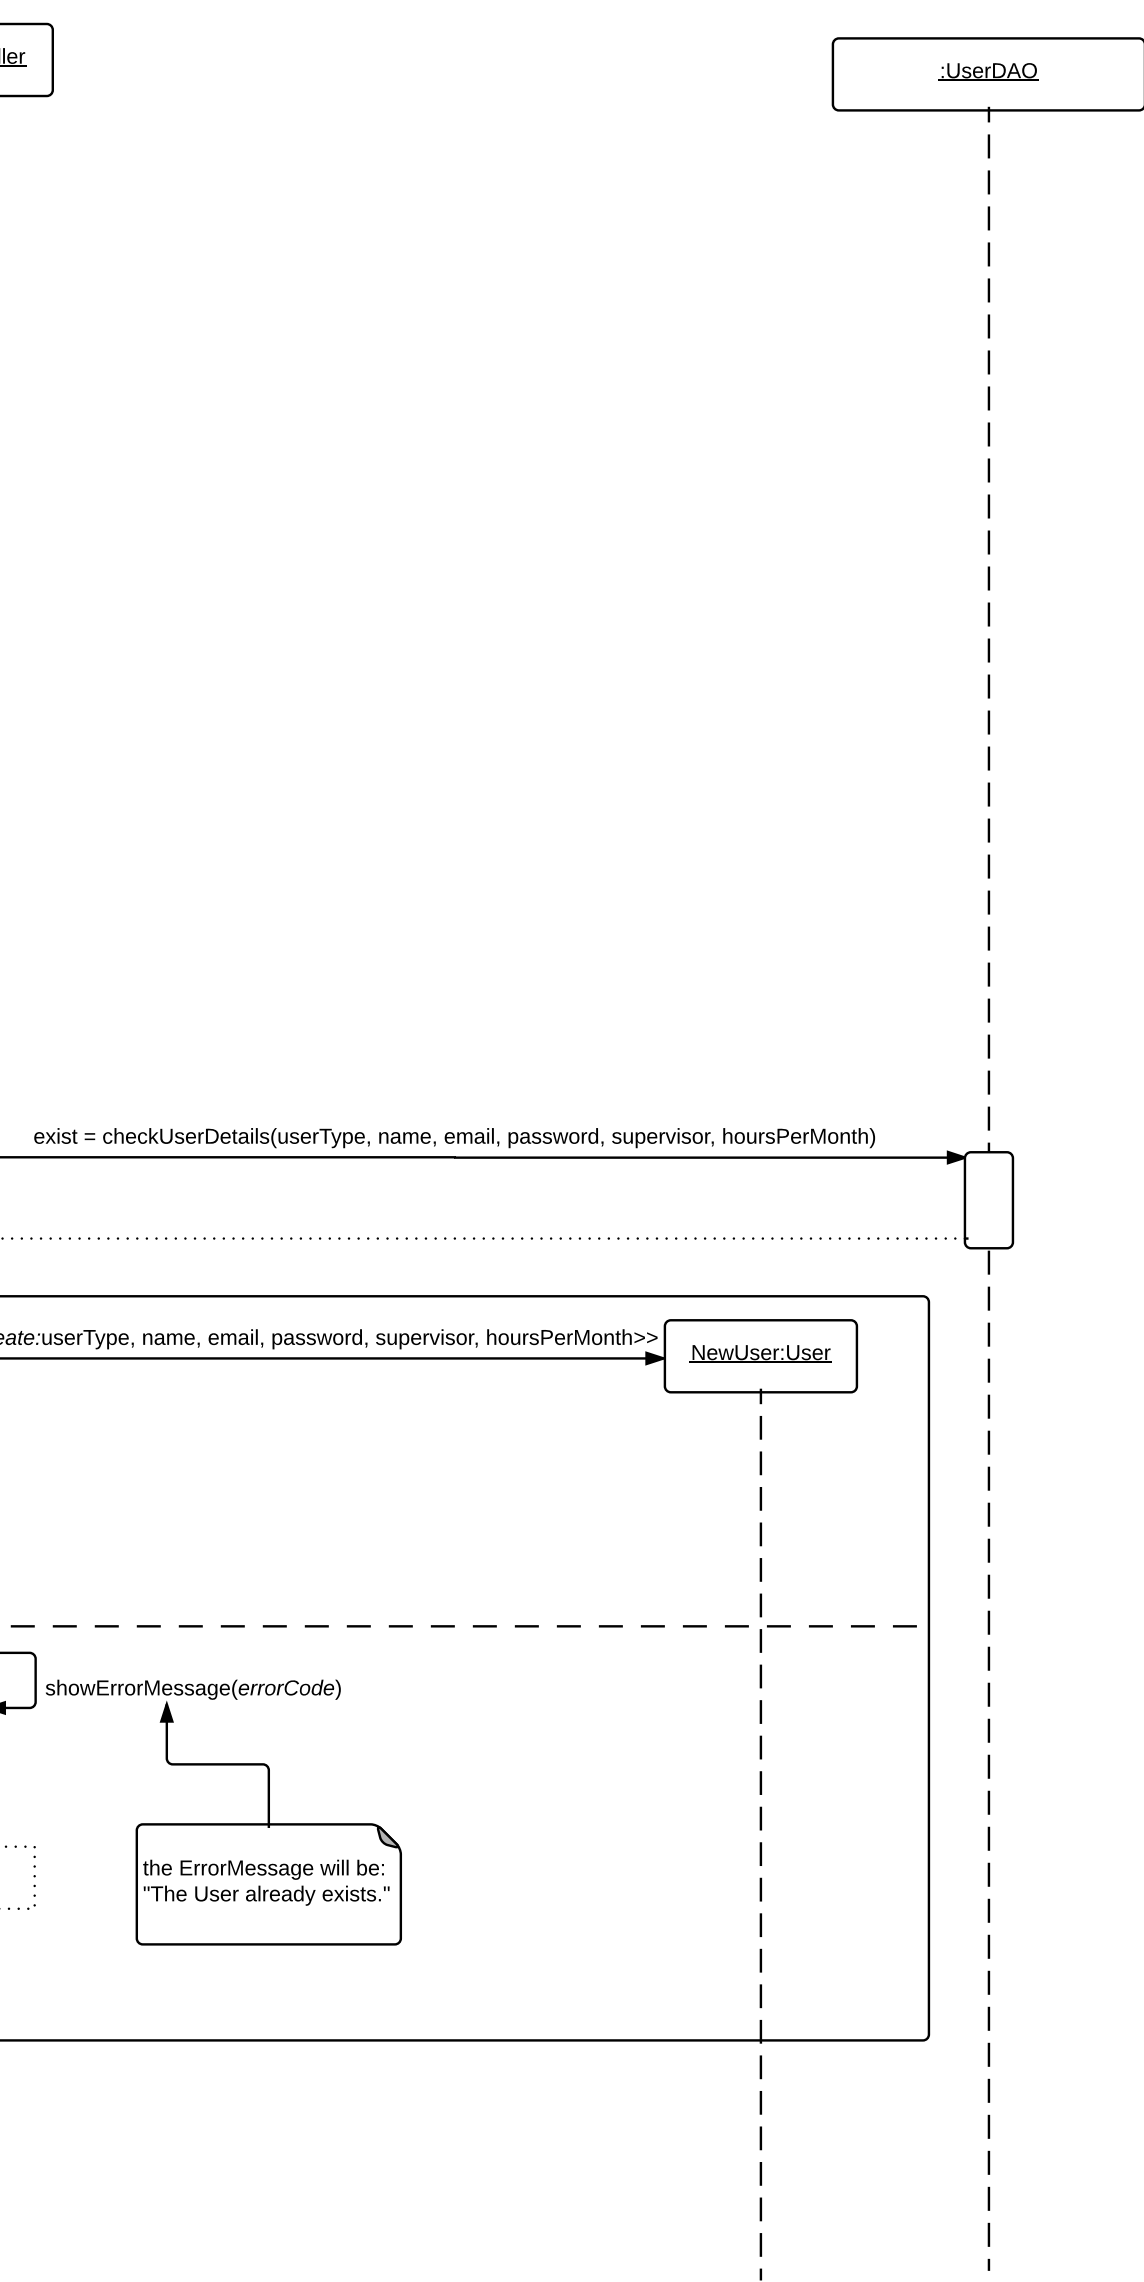 ller
:UserDAO
exist = checkUserDetails(userType, name, email, password, supervisor, hoursPerMonth)
eate:userType, name, email, password, supervisor, hoursPerMonth>>
NewUser:User
showErrorMessage(errorCode)
the ErrorMessage will be:
"The User already exists."